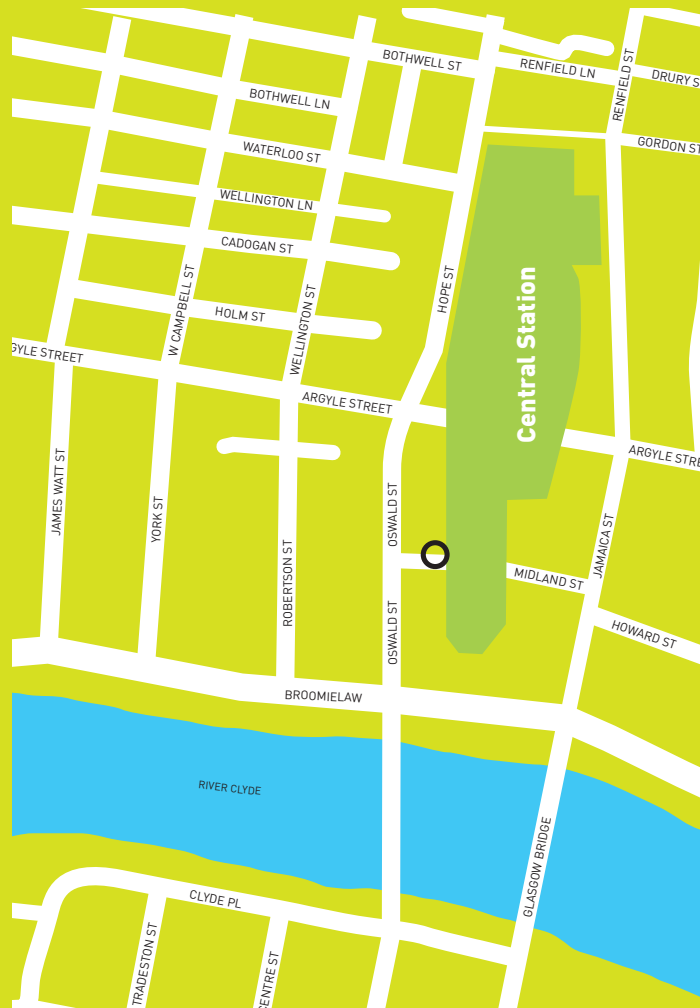 BOTHWELL ST
RENFIELD LN
RENFIELD ST
DRURY S
BOTHWELL LN
GORDON ST
WATERLOO ST
WELLINGTON LN
CADOGAN ST
HOPE ST
Central Station
W CAMPBELL ST
WELLINGTON ST
HOLM ST
GYLE STREET
ARGYLE STREET
ARGYLE STRE
JAMES WATT ST
YORK ST
OSWALD ST
ROBERTSON ST
JAMAICA ST
MIDLAND ST
OSWALD ST
HOWARD ST
BROOMIELAW
RIVER CLYDE
GLASGOW BRIDGE
CLYDE PL
TRADESTON ST
ENTRE ST